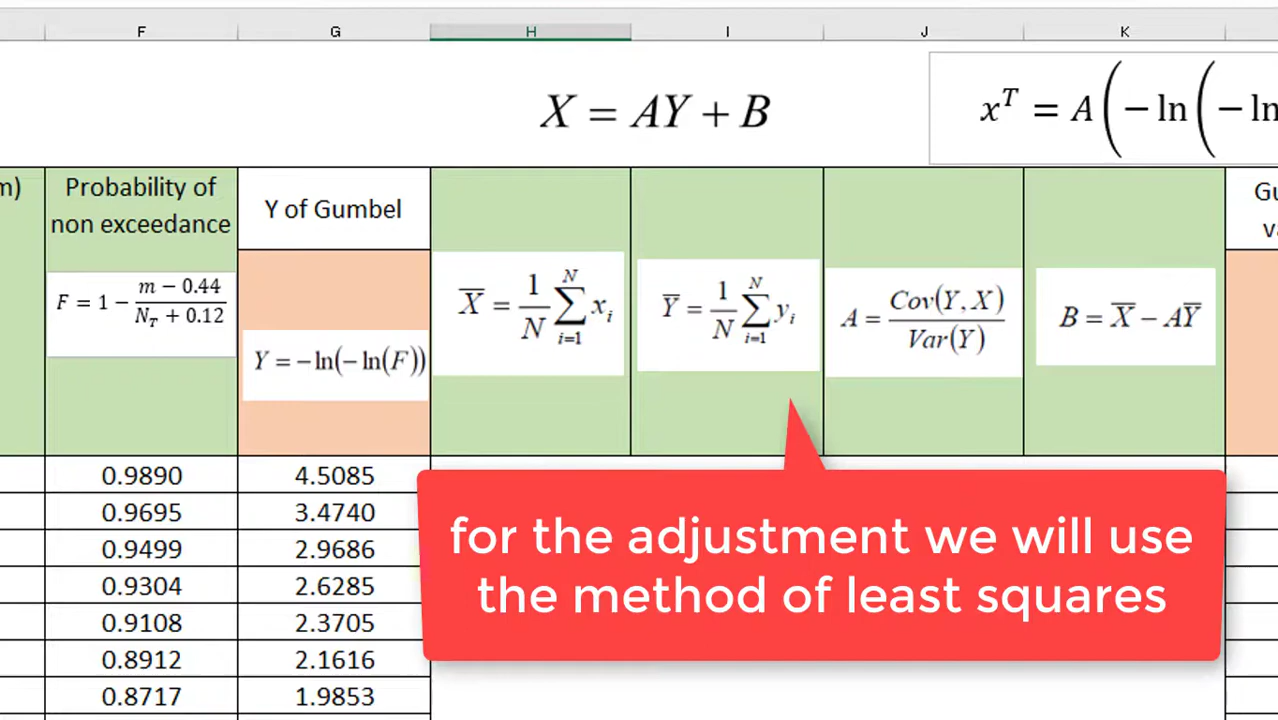 F G H I J K
X = AY + B
x^T = A(−ln(−ln
m)
Probability of
non exceedance
F = 1 − (m − 0.44)/(N_T + 0.12)
Y of Gumbel
Y = −ln(−ln(F))
X̅ = 1/N ∑_{i=1}^{N} x_i
Y̅ = 1/N ∑_{i=1}^{N} y_i
A = Cov(Y, X)/Var(Y)
B = X̅ − AY̅
Gu
va
0.9890 4.5085
0.9695 3.4740
0.9499 2.9686
0.9304 2.6285
0.9108 2.3705
0.8912 2.1616
0.8717 1.9853
for the adjustment we will use
the method of least squares